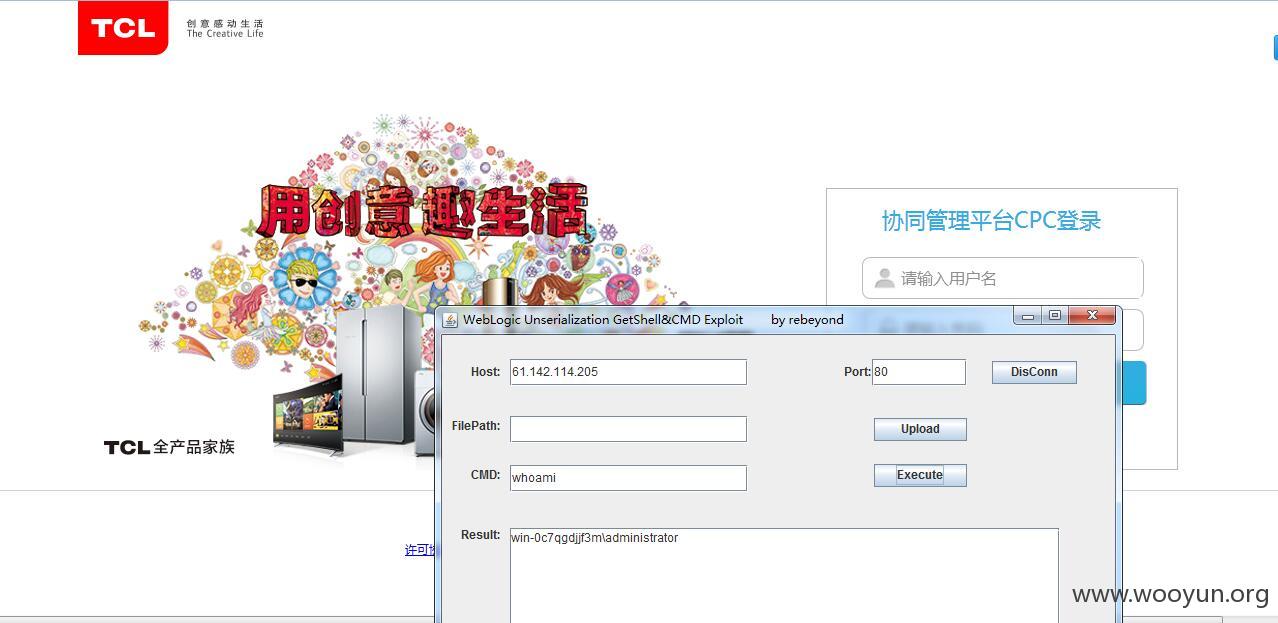 TCL
创意感动生活
The Creative Life
用创意趣生活
协同管理平台CPC登录
请输入用户名
WebLogic Unserialization GetShell&CMD Exploit by rebeyond
Host: 61.142.114.205 Port: 80 DisConn
FilePath: Upload
CMD: whoami Execute
Result: win-0c7qgdjjf3m\administrator
TCL全产品家族
许可
www.wooyun.org